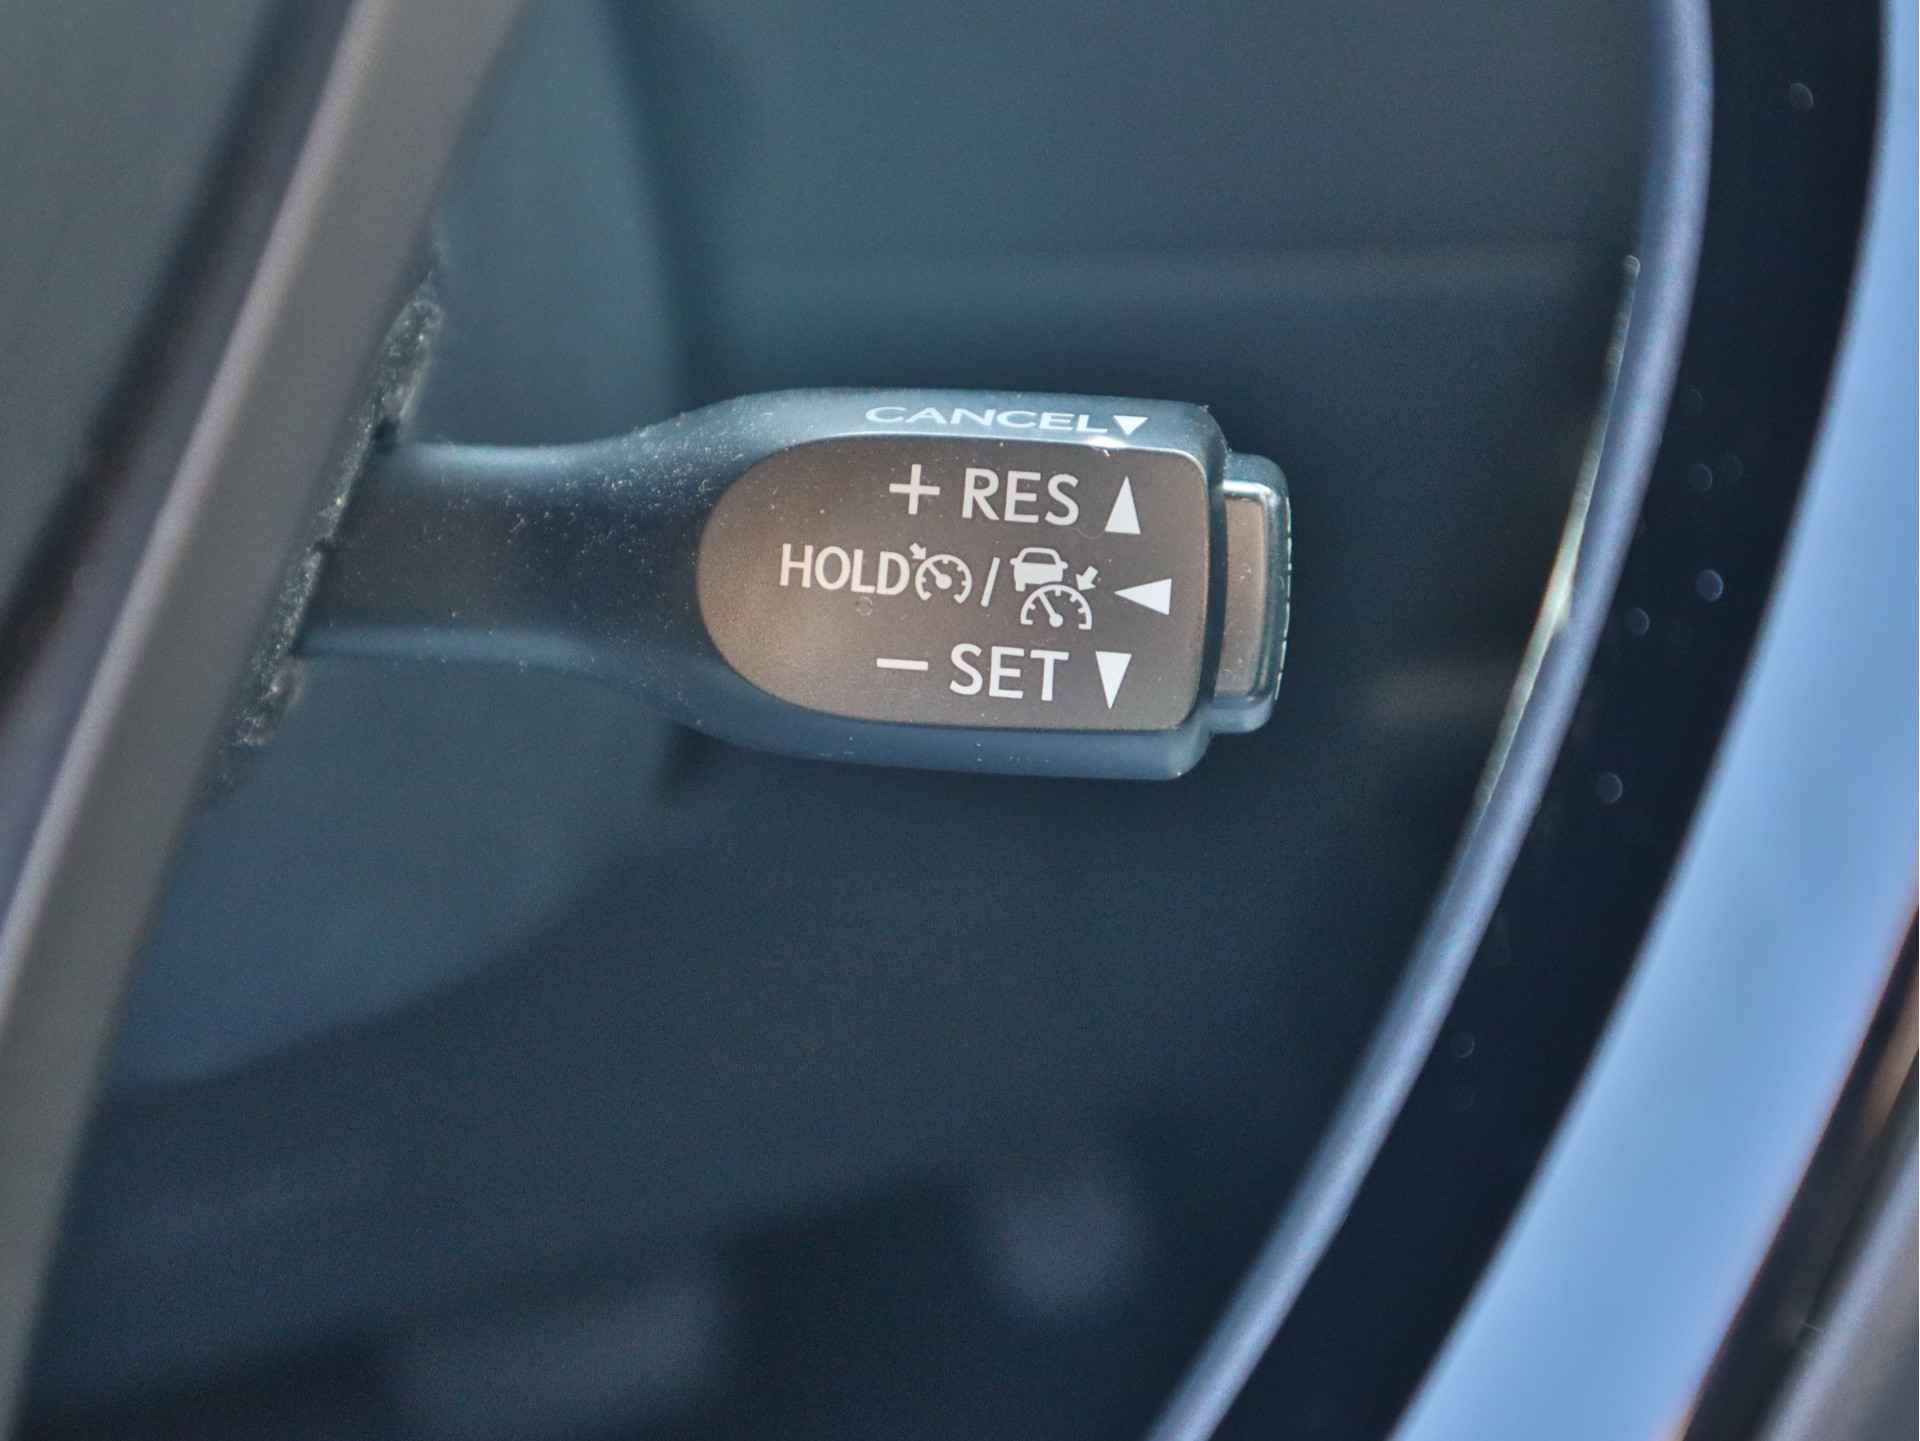 CANCEL▼
+ RES ▲
HOLD / ◀
− SET ▼